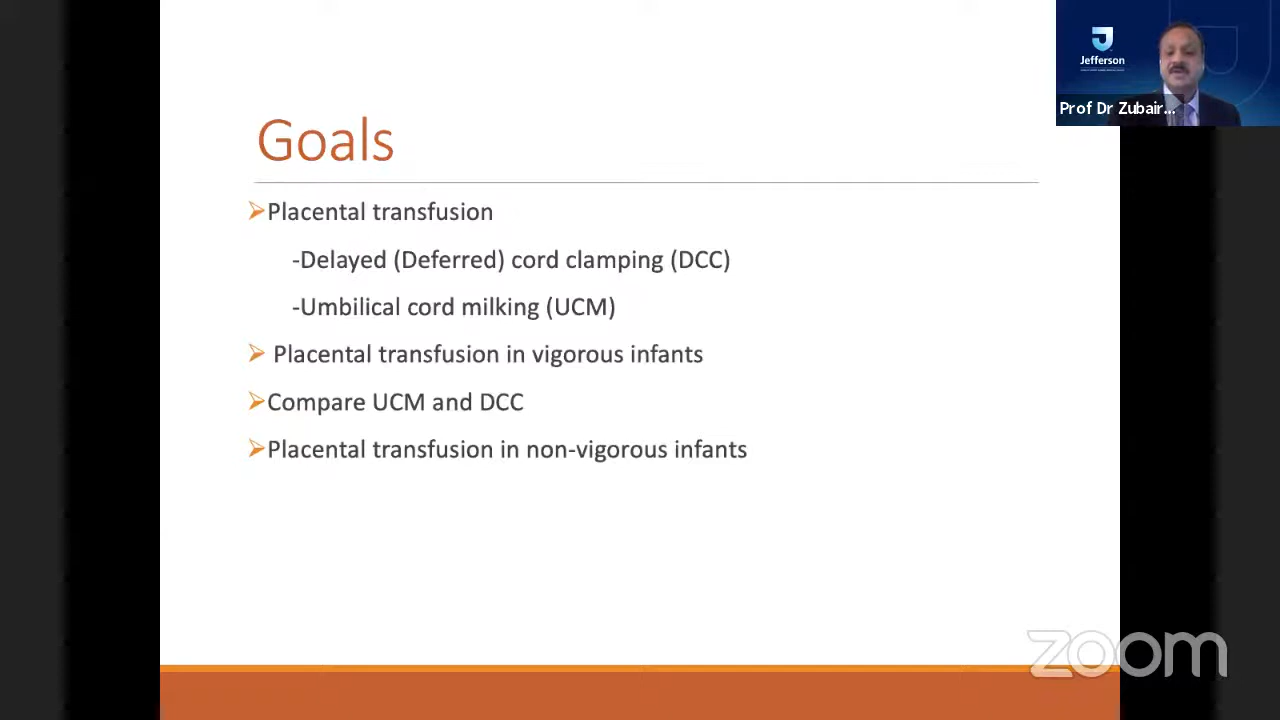 Goals
Placental transfusion
-Delayed (Deferred) cord clamping (DCC)
-Umbilical cord milking (UCM)
Placental transfusion in vigorous infants
Compare UCM and DCC
Placental transfusion in non-vigorous infants
Jefferson
Prof Dr Zubair...
zoom